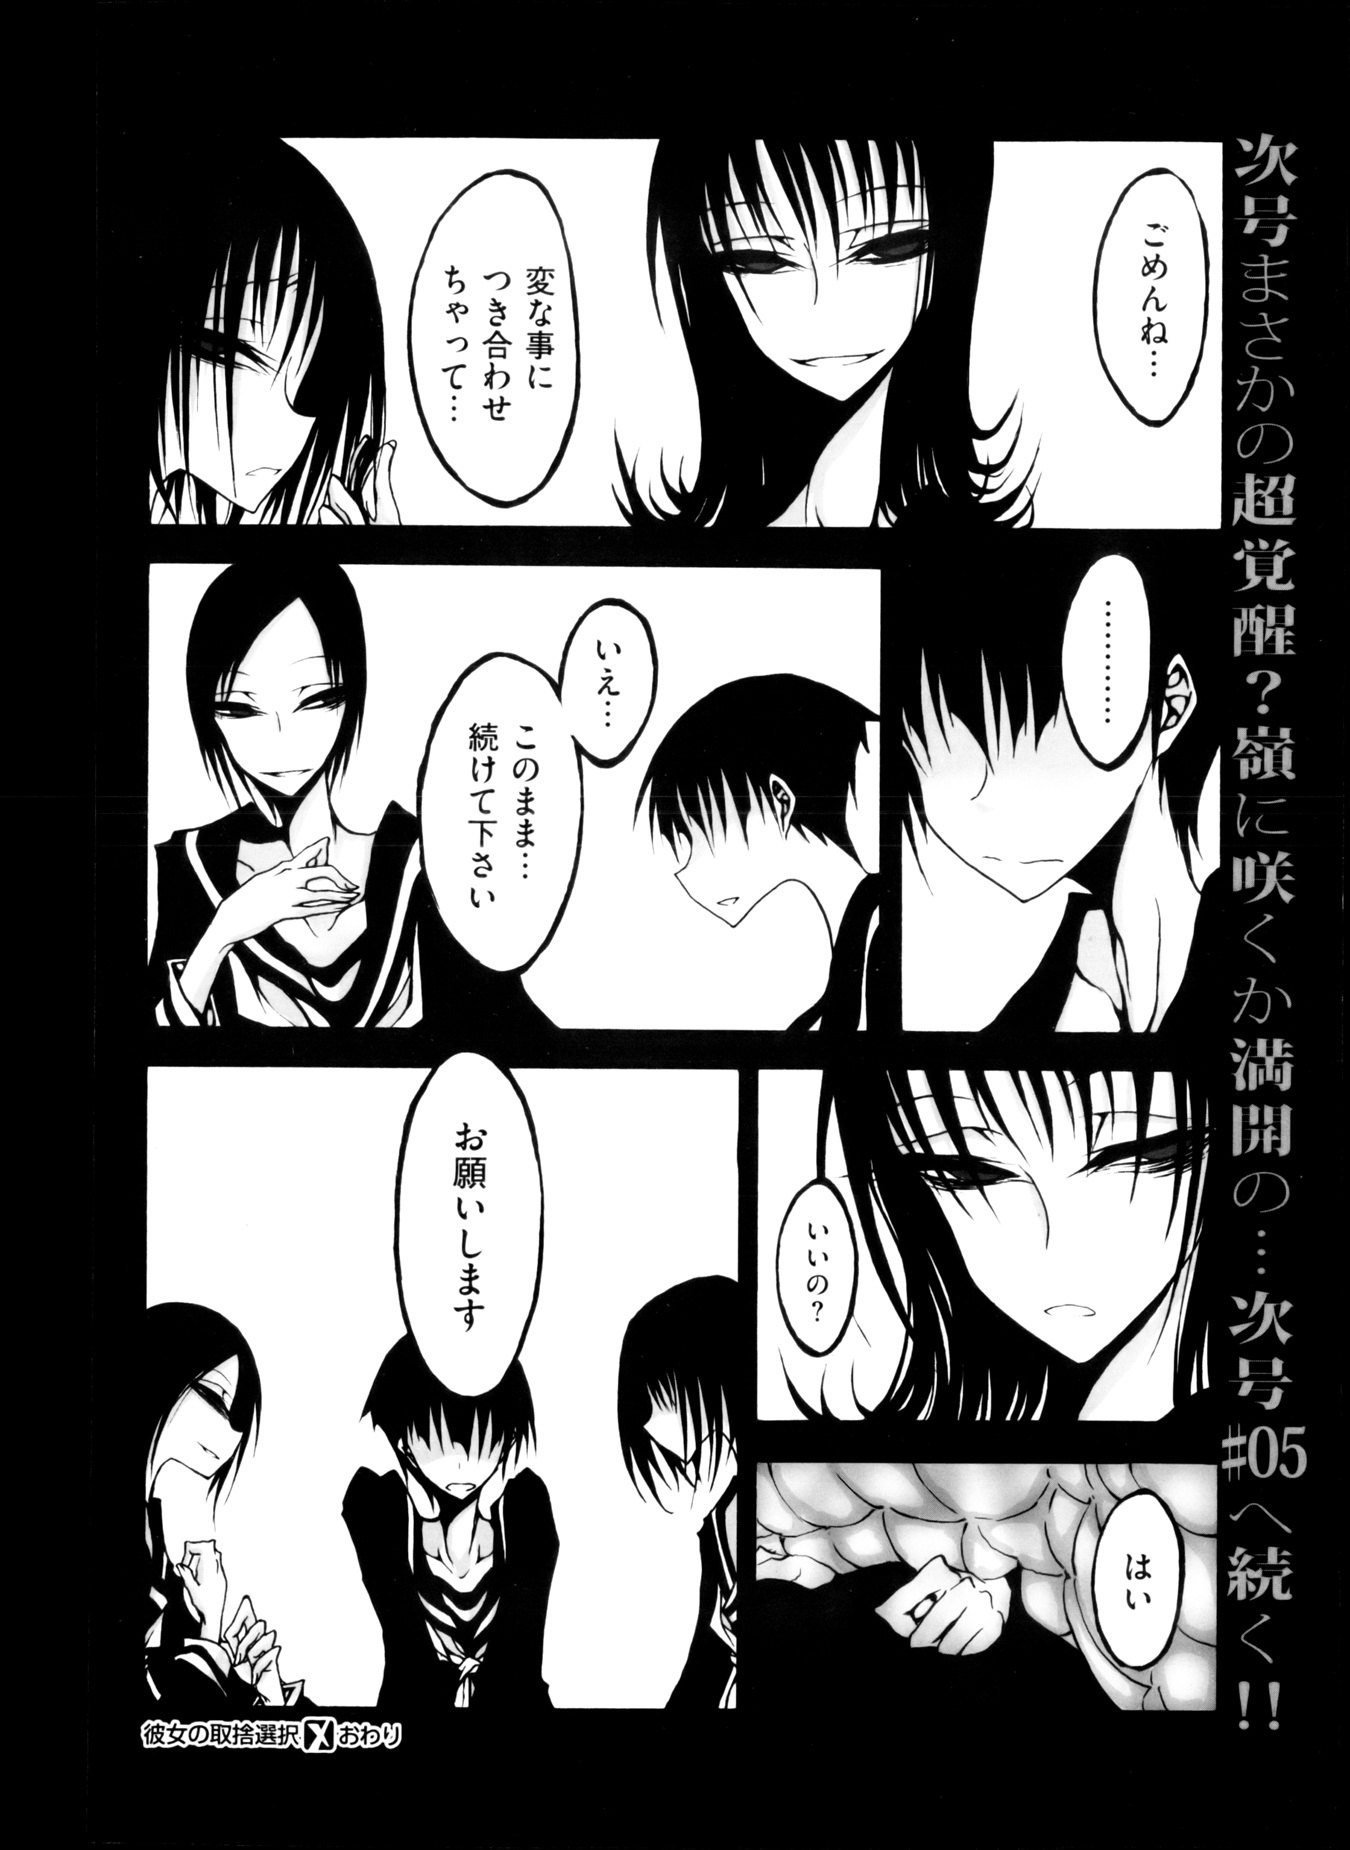 次号まさかの超覚醒?嶺に咲くか満開の…次号#05へ続く!!
ごめんね…
変な事に
つき合わせ
ちゃって…
…………
いえ…
このまま…
続けて下さい
いいの?
はい
お願いします
彼女の取捨選択 X おわり